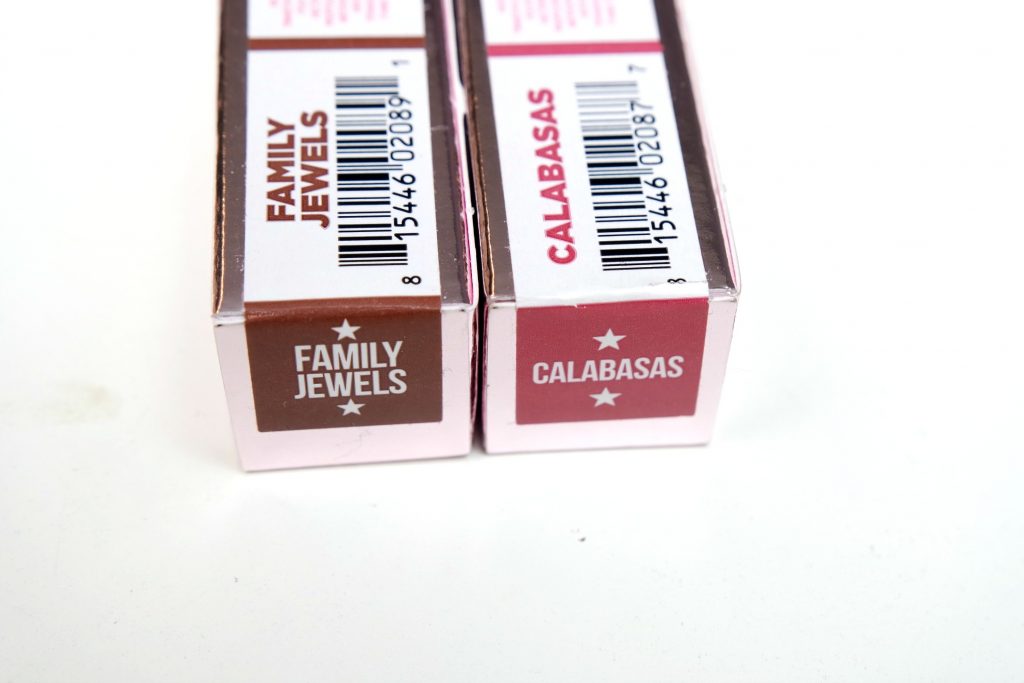 FAMILY
JEWELS
8 15446 02089 1
FAMILY
JEWELS
CALABASAS
8 15446 02087 7
CALABASAS